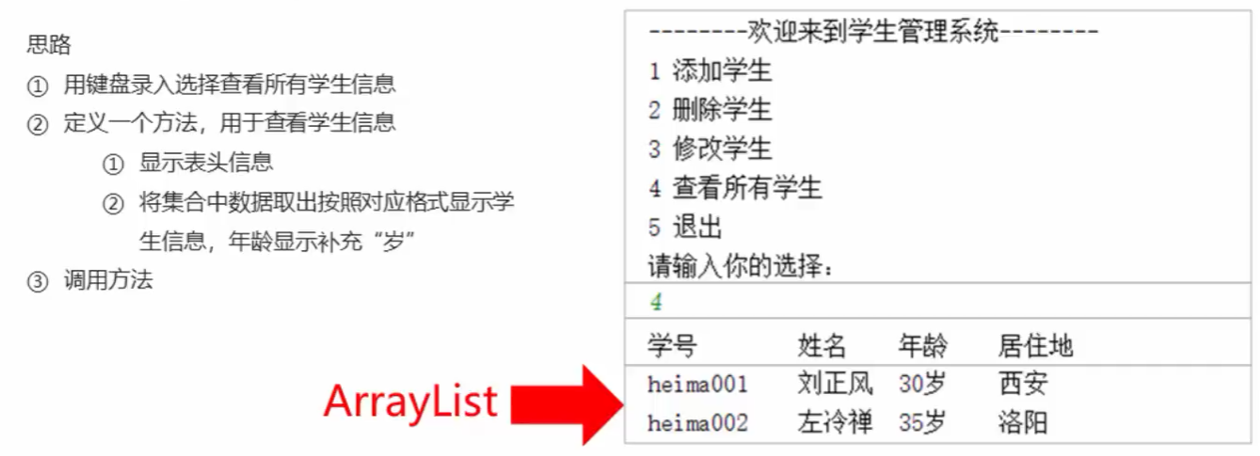 思路
① 用键盘录入选择查看所有学生信息
② 定义一个方法，用于查看学生信息
① 显示表头信息
② 将集合中数据取出按照对应格式显示学
生信息，年龄显示补充“岁”
③ 调用方法
--------欢迎来到学生管理系统--------
1 添加学生
2 删除学生
3 修改学生
4 查看所有学生
5 退出
请输入你的选择：
4
学号 姓名 年龄 居住地
heima001 刘正风 30岁 西安
heima002 左冷禅 35岁 洛阳
ArrayList